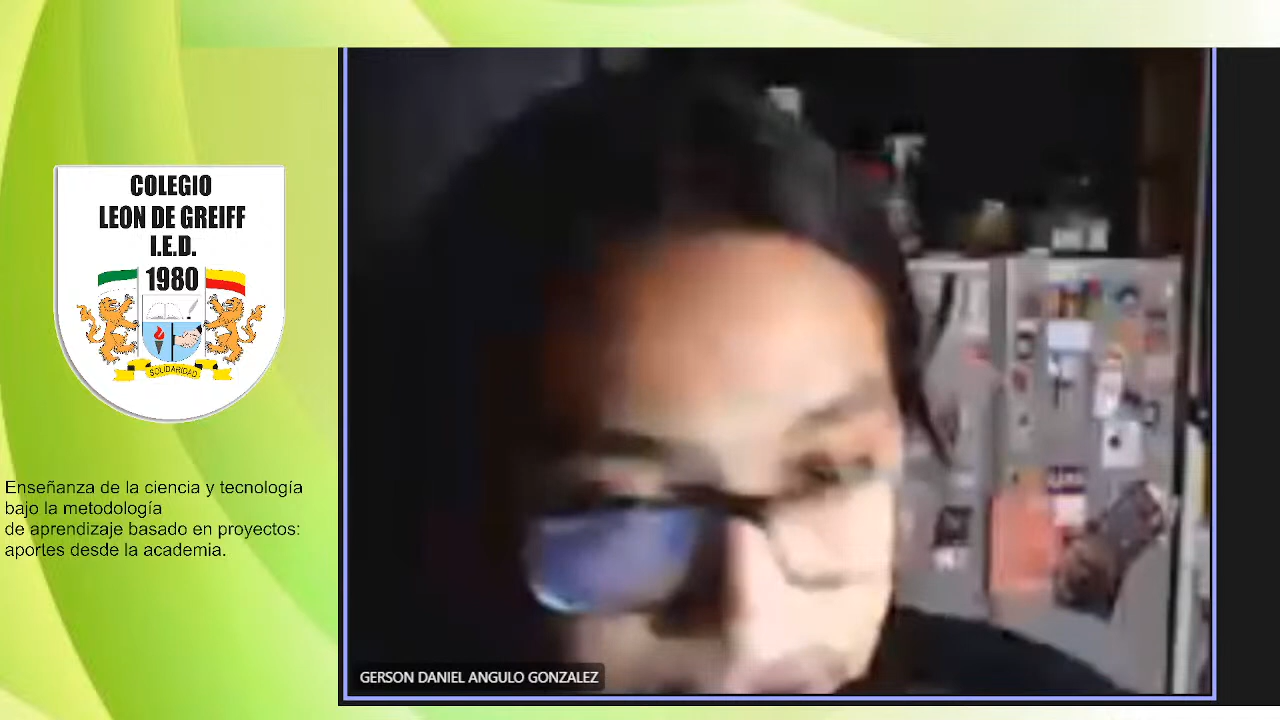 COLEGIO
LEON DE GREIFF
I.E.D.
1980
SOLIDARIDAD
Enseñanza de la ciencia y tecnología
bajo la metodología
de aprendizaje basado en proyectos:
aportes desde la academia.
GERSON DANIEL ANGULO GONZALEZ